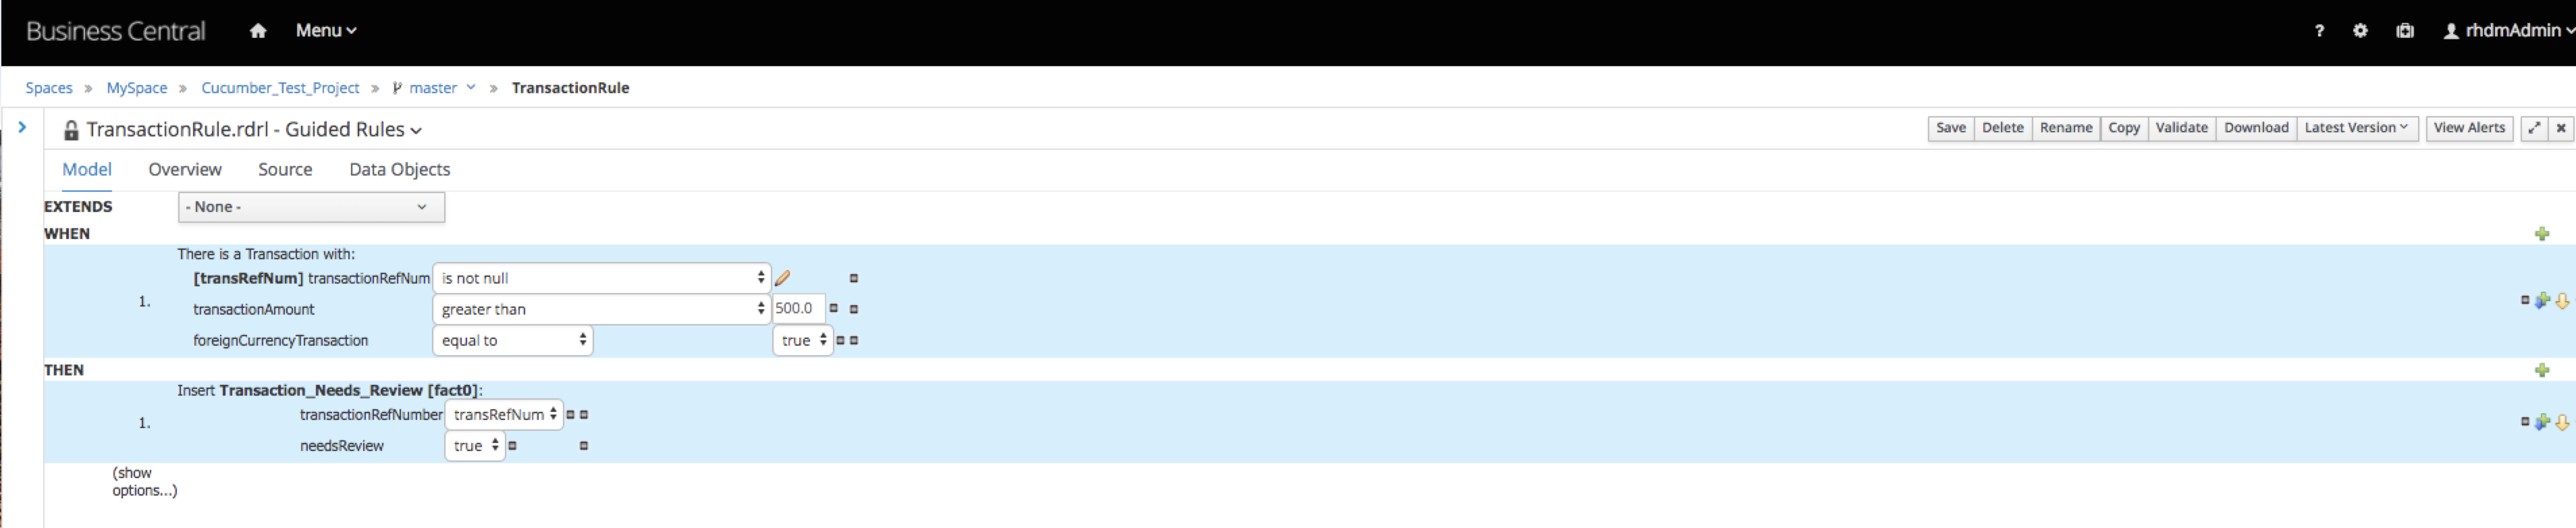 Business Central Menu ? rhdmAdmin
Spaces » MySpace » Cucumber_Test_Project » master » TransactionRule
TransactionRule.rdrl - Guided Rules Save Delete Rename Copy Validate Download Latest Version View Alerts
Model Overview Source Data Objects
EXTENDS - None -
WHEN
There is a Transaction with:
[transRefNum] transactionRefNum is not null
1. transactionAmount greater than 500.0
foreignCurrencyTransaction equal to true
THEN
Insert Transaction_Needs_Review [fact0]:
1. transactionRefNumber transRefNum
needsReview true
(show
options...)